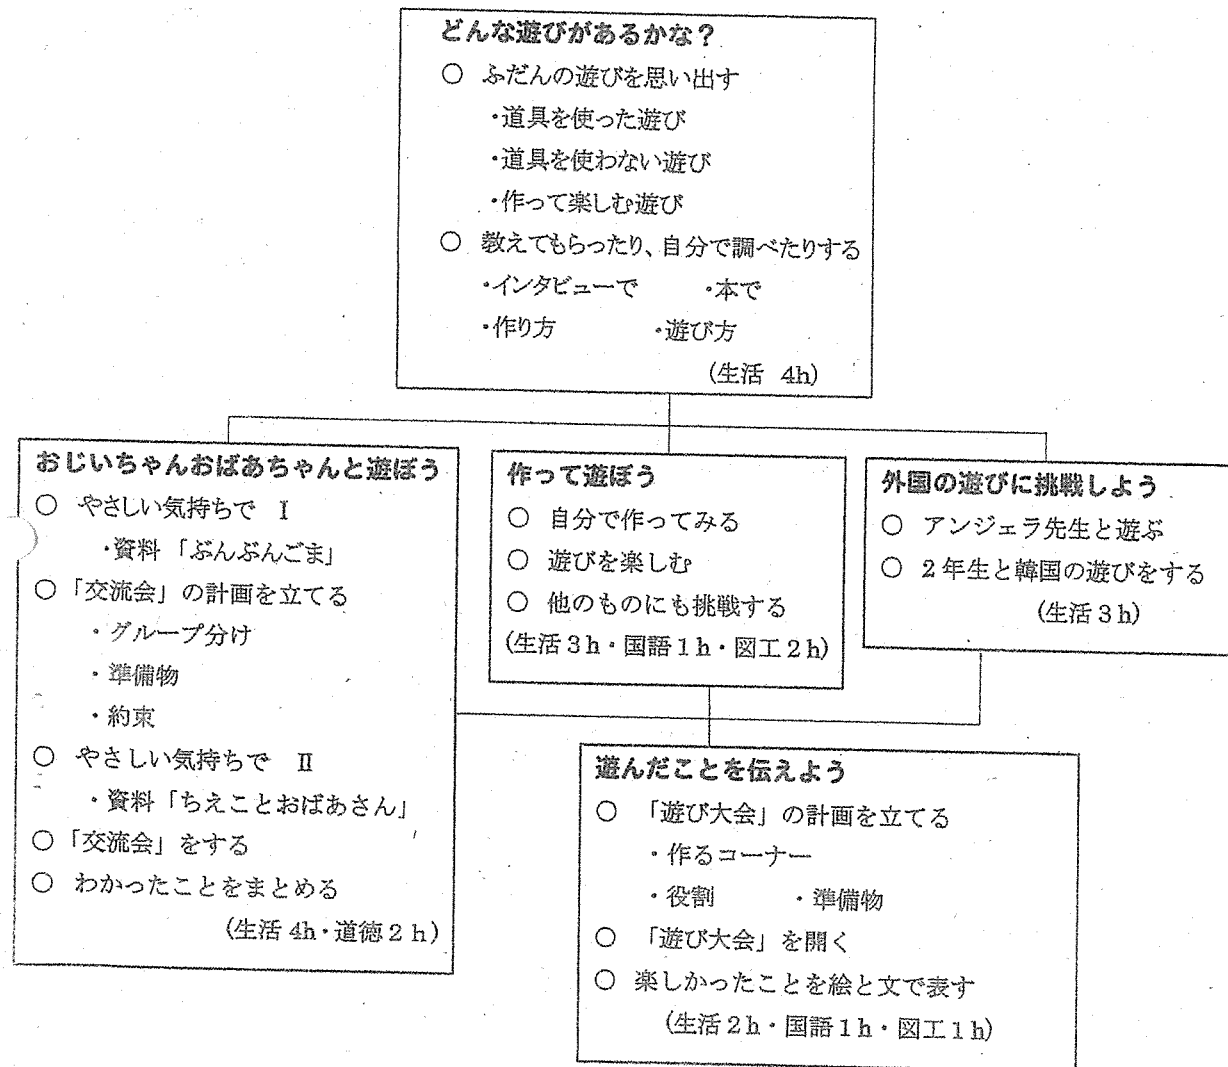 どんな遊びがあるかな？
○ ふだんの遊びを思い出す
・道具を使った遊び
・道具を使わない遊び
・作って楽しむ遊び
○ 教えてもらったり、自分で調べたりする
・インタビューで ・本で
・作り方 ・遊び方
(生活 4h)
おじいちゃんおばあちゃんと遊ぼう
○ やさしい気持ちで Ⅰ
・資料「ぶんぶんごま」
○「交流会」の計画を立てる
・グループ分け
・準備物
・約束
○ やさしい気持ちで Ⅱ
・資料「ちえことおばあさん」
○「交流会」をする
○ わかったことをまとめる
(生活 4h・道徳２h)
作って遊ぼう
○ 自分で作ってみる
○ 遊びを楽しむ
○ 他のものにも挑戦する
(生活３h・国語１h・図工２h)
外国の遊びに挑戦しよう
○ アンジェラ先生と遊ぶ
○ ２年生と韓国の遊びをする
(生活３h)
遊んだことを伝えよう
○ 「遊び大会」の計画を立てる
・作るコーナー
・役割 ・準備物
○ 「遊び大会」を開く
○ 楽しかったことを絵と文で表す
(生活２h・国語１h・図工１h)